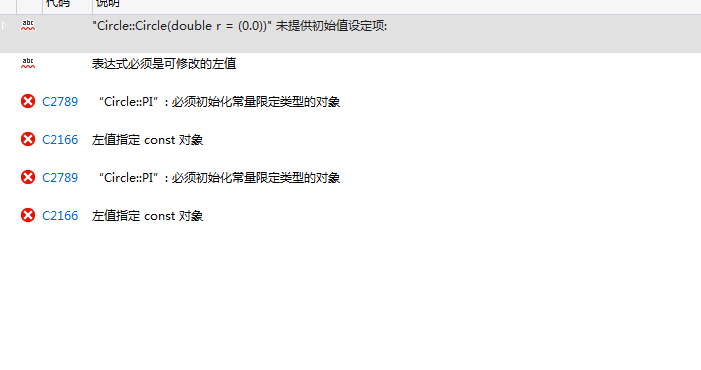 代码 说明
abc "Circle::Circle(double r = (0.0))" 未提供初始值设定项:
abc 表达式必须是可修改的左值
C2789 “Circle::PI”: 必须初始化常量限定类型的对象
C2166 左值指定 const 对象
C2789 “Circle::PI”: 必须初始化常量限定类型的对象
C2166 左值指定 const 对象